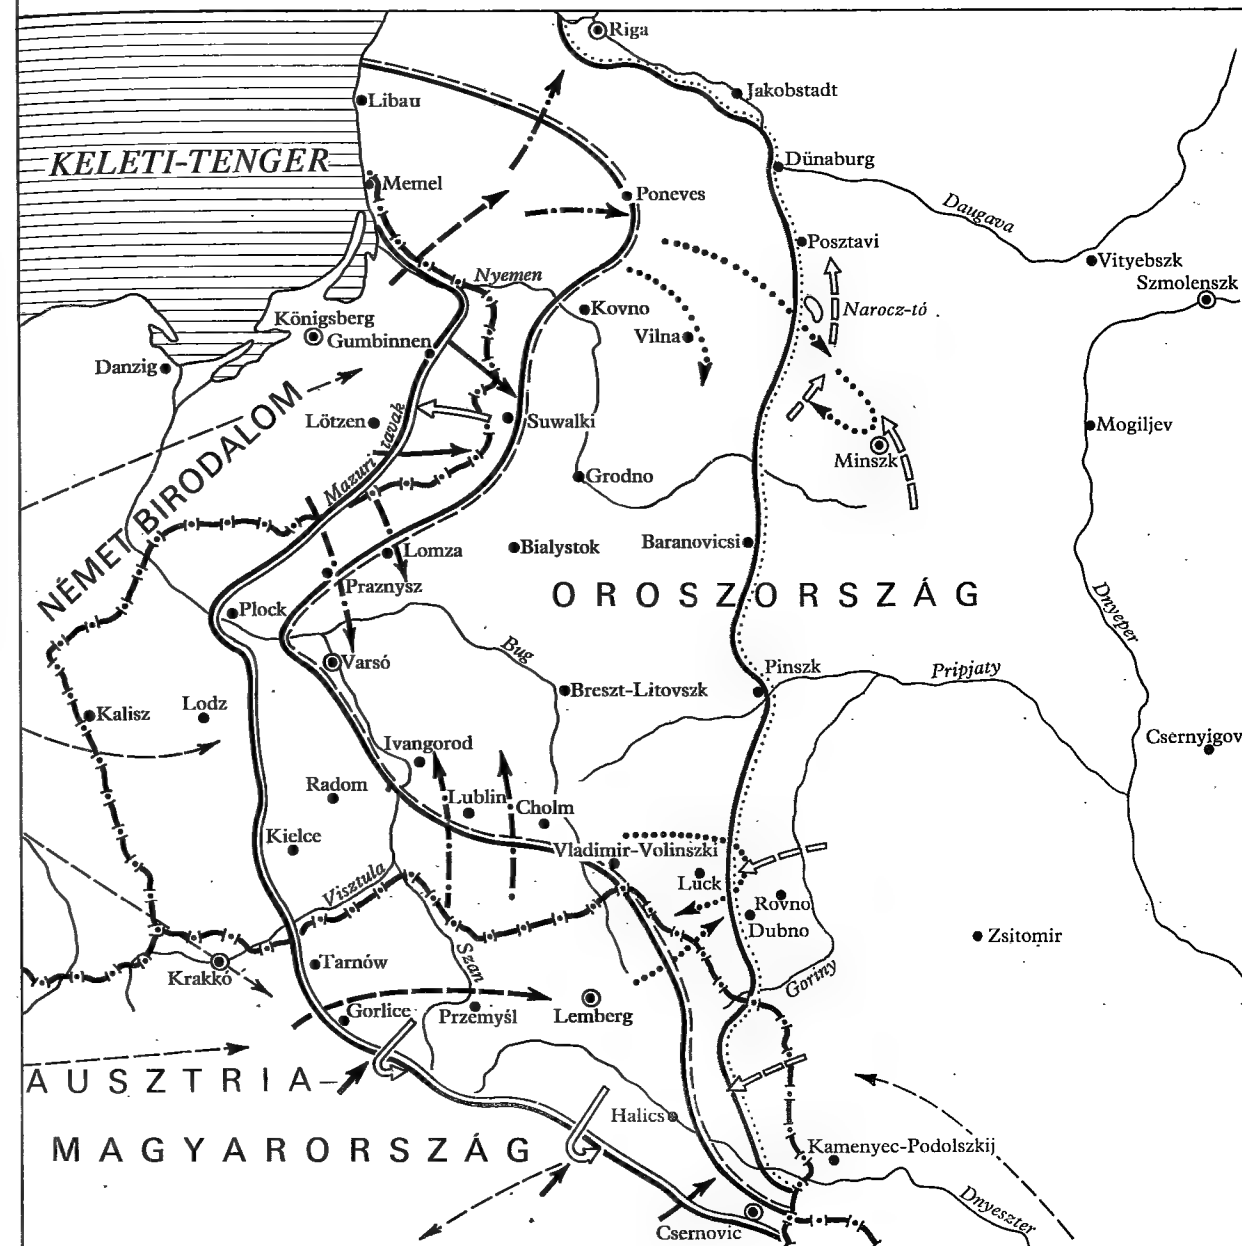 Riga
Jakobstadt
Libau
KELETI-TENGER
Dünaburg
Memel
Poneves
Daugava
Posztavi
Vityebszk
Nyemen
Szmolenszk
Kovno
Narocz-tó
Königsberg
Gumbinnen
Vilna
Danzig
Lötzen
Suwalki
Mogiljev
Mazuri tavak
Minszk
Grodno
NÉMET BIRODALOM
Lomza
Bialystok
Baranovicsi
Praznysz
OROSZORSZÁG
Plock
Dnyeper
Bug
Varsó
Pinszk
Pripjaty
Breszt-Litovszk
Kalisz
Lodz
Ivangorod
Csernyigov
Radom
Lublin
Cholm
Kielce
Vladimir-Volinszki
Visztula
Luck
Rovno
Dubno
Zsitomir
Szan
Krakkó
Tarnów
Goriny
Gorlice
Przemyśl
Lemberg
AUSZTRIA–
MAGYARORSZÁG
Halics
Kamenyec-Podolszkij
Dnyeszter
Csernovic